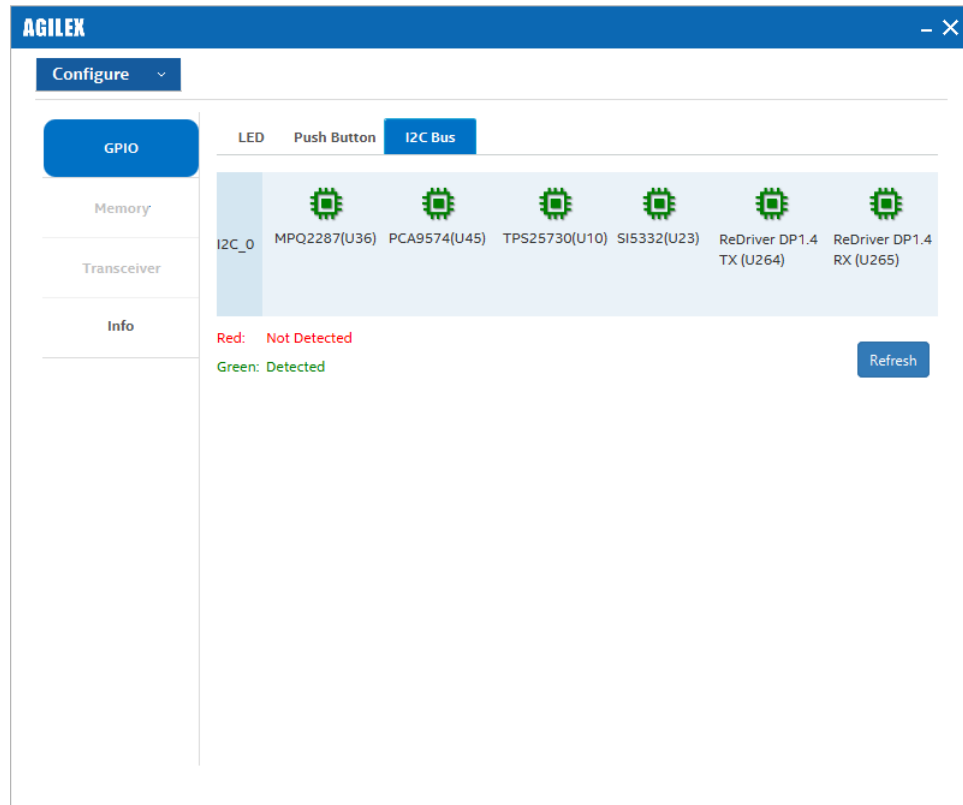 AGILEX
Configure
GPIO
Memory
Transceiver
Info
LED Push Button I2C Bus
I2C_0
MPQ2287(U36) PCA9574(U45) TPS25730(U10) SI5332(U23) ReDriver DP1.4 ReDriver DP1.4
TX (U264) RX (U265)
Red: Not Detected
Green: Detected
Refresh